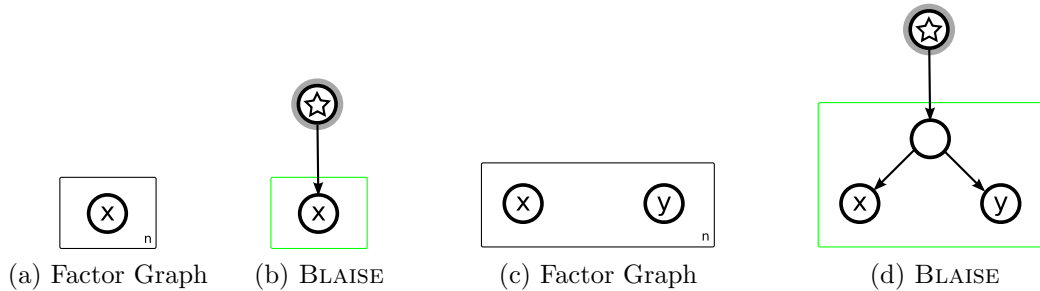 x
n
x
x
y
n
x
y
(a) Factor Graph
(b) BLAISE
(c) Factor Graph
(d) BLAISE